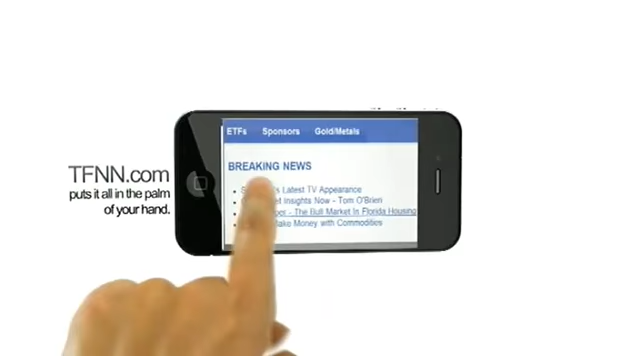 TFNN.com
puts it all in the palm
of your hand.
ETFs Sponsors Gold/Metals
BREAKING NEWS
Latest TV Appearance
Insights Now - Tom O'Brien
- The Bull Market In Florida Housing
Money with Commodities